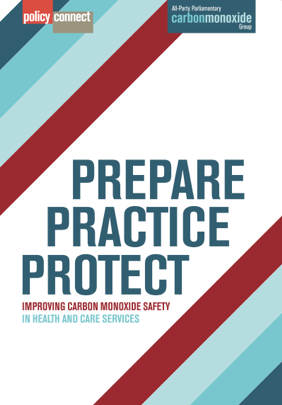 policy connect
All-Party Parliamentary
carbonmonoxide
Group
PREPARE
PRACTICE
PROTECT
IMPROVING CARBON MONOXIDE SAFETY
IN HEALTH AND CARE SERVICES